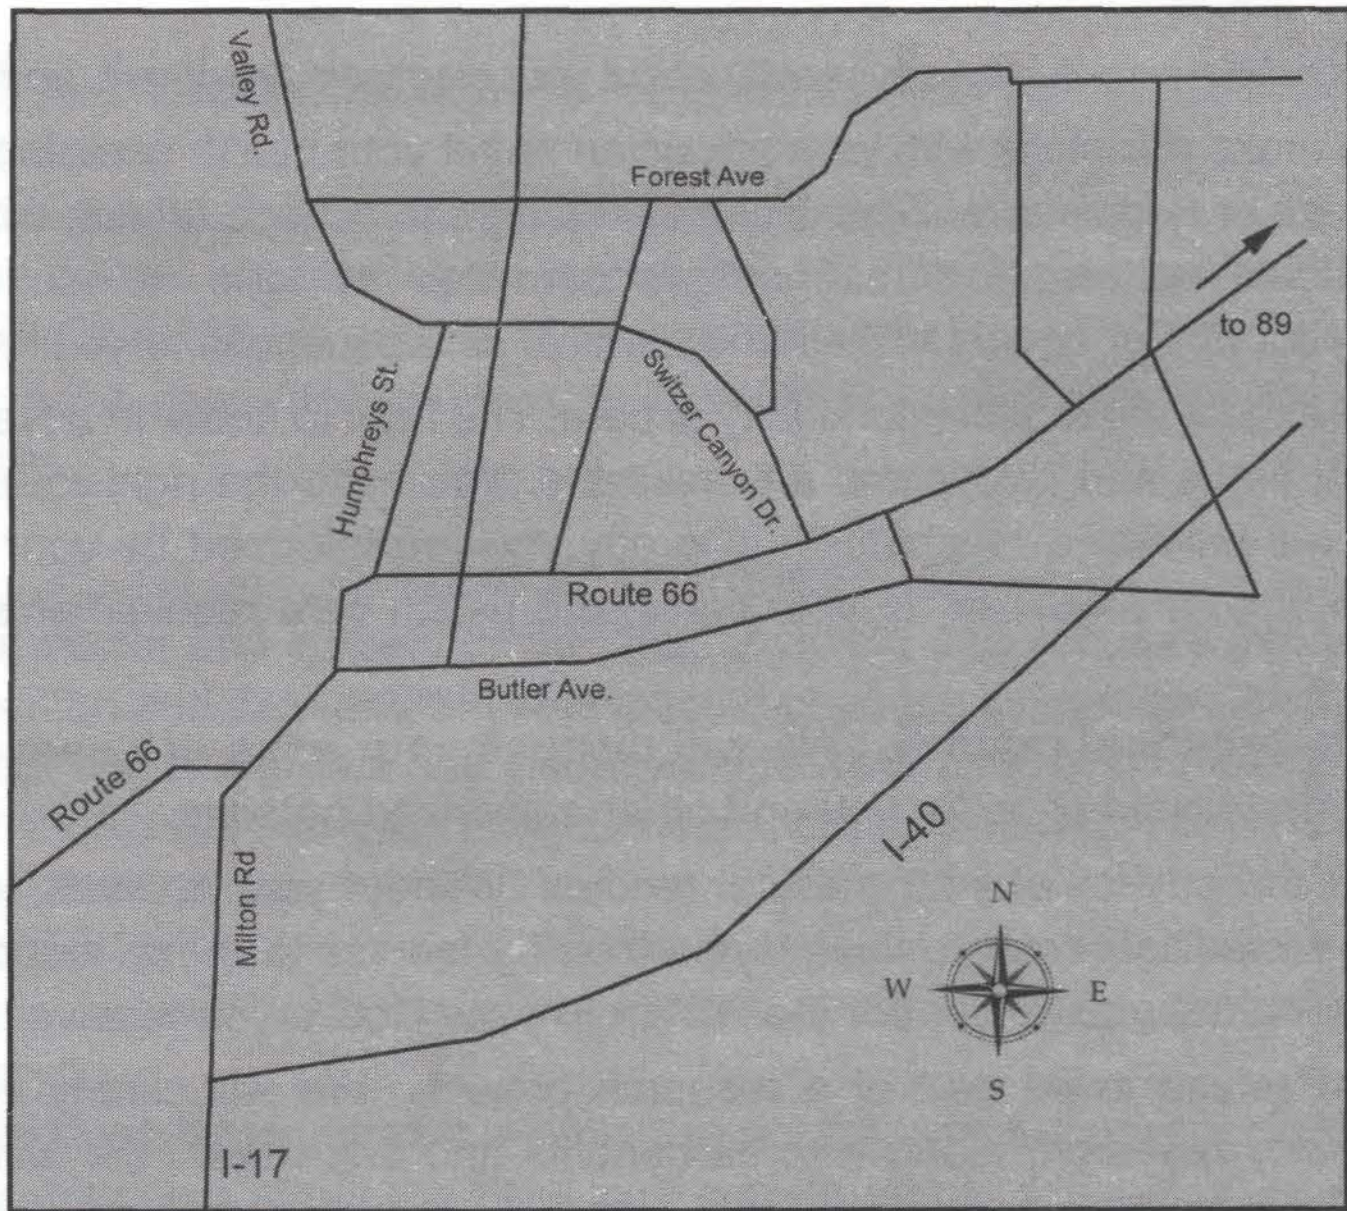 Valley Rd.
Forest Ave
to 89
Humphreys St.
Switzer Canyon Dr.
Route 66
Butler Ave.
Route 66
I-40
Milton Rd
N
W
E
S
I-17